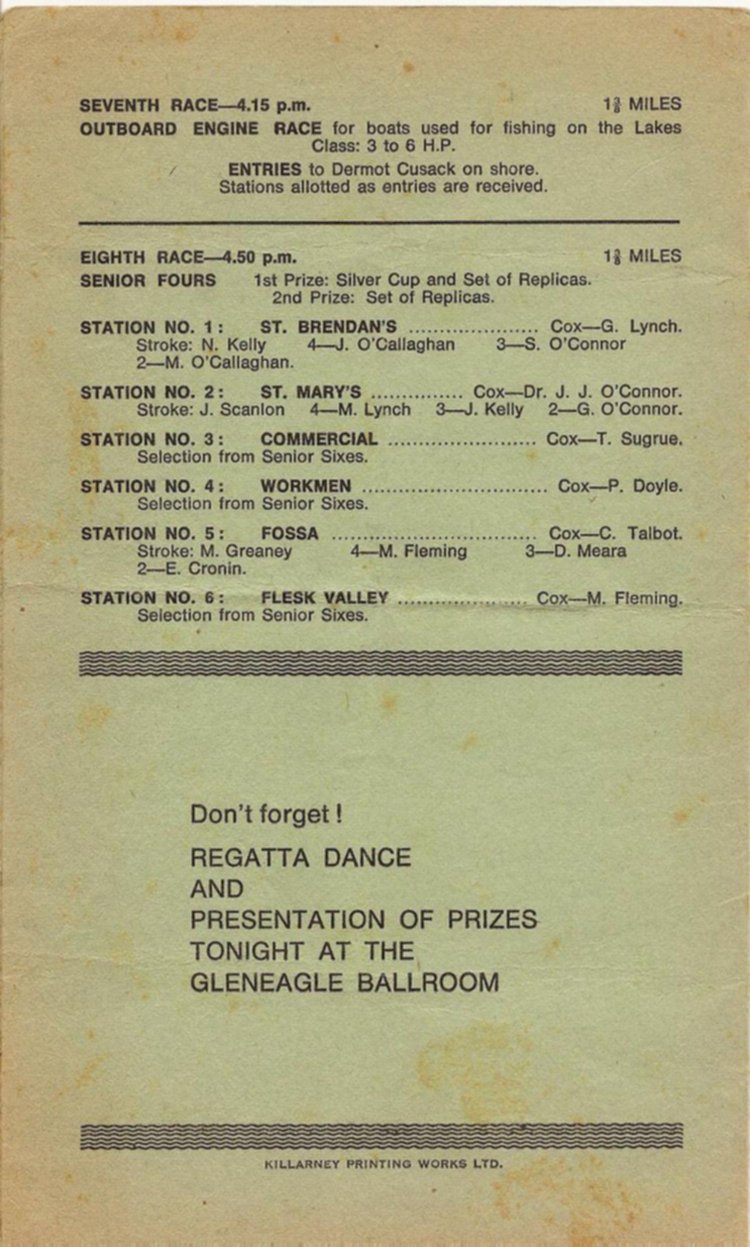 SEVENTH RACE—4.15 p.m. MILES
OUTBOARD ENGINE RACE for boats used for fishing on the Lakes
Class: 3 to 6 H.P.
ENTRIES to Dermot Cusack on shore.
Stations allotted as entries are received.
EIGHTH RACE—4.50 p.m. MILES
SENIOR FOURS 1st Prize: Silver Cup and Set of Replicas.
2nd Prize: Set of Replicas.
STATION NO. 1: ST. BRENDAN'S ..................... Cox—G. Lynch.
Stroke: N. Kelly 4—J. O'Callaghan 3—S. O'Connor
2—M. O'Callaghan.
STATION NO. 2: ST. MARY'S ............... Cox—Dr. J. J. O'Connor.
Stroke: J. Scanlon 4—M. Lynch 3—J. Kelly 2—G. O'Connor.
STATION NO. 3: COMMERCIAL ........................ Cox—T. Sugrue.
Selection from Senior Sixes.
STATION NO. 4: WORKMEN .............................. Cox—P. Doyle.
Selection from Senior Sixes.
STATION NO. 5: FOSSA ................................. Cox—C. Talbot.
Stroke: M. Greaney 4—M. Fleming 3—D. Meara
2—E. Cronin.
STATION NO. 6: FLESK VALLEY ..................... Cox—M. Fleming.
Selection from Senior Sixes.
Don't forget!
REGATTA DANCE
AND
PRESENTATION OF PRIZES
TONIGHT AT THE
GLENEAGLE BALLROOM
KILLARNEY PRINTING WORKS LTD.